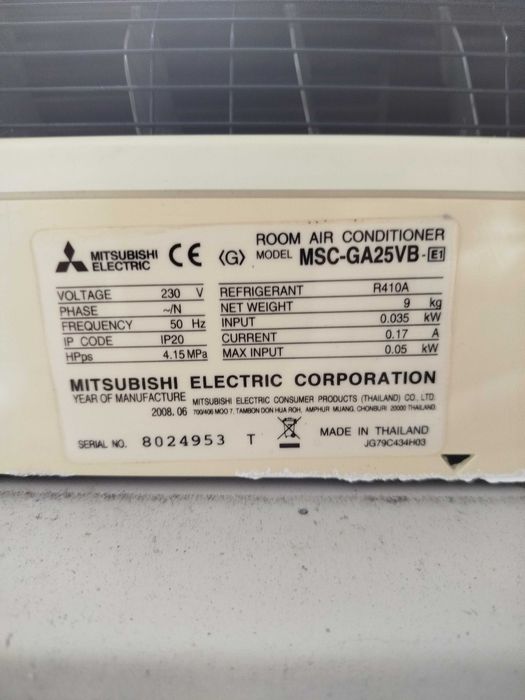 MITSUBISHI
ELECTRIC
CE
⟨G⟩
ROOM AIR CONDITIONER
MODEL MSC-GA25VB-E1
VOLTAGE 230 V
PHASE ~/N
FREQUENCY 50 Hz
IP CODE IP20
HPps 4.15 MPa
REFRIGERANT R410A
NET WEIGHT 9 kg
INPUT 0.035 kW
CURRENT 0.17 A
MAX INPUT 0.05 kW
MITSUBISHI ELECTRIC CORPORATION
YEAR OF MANUFACTURE MITSUBISHI ELECTRIC CONSUMER PRODUCTS (THAILAND) CO., LTD.
2008. 06 700/406 MOO 7, TAMBON DON HUA ROH, AMPHUR MUANG, CHONBURI 20000 THAILAND.
SERIAL NO. 8024953 T
MADE IN THAILAND
JG79C434H03